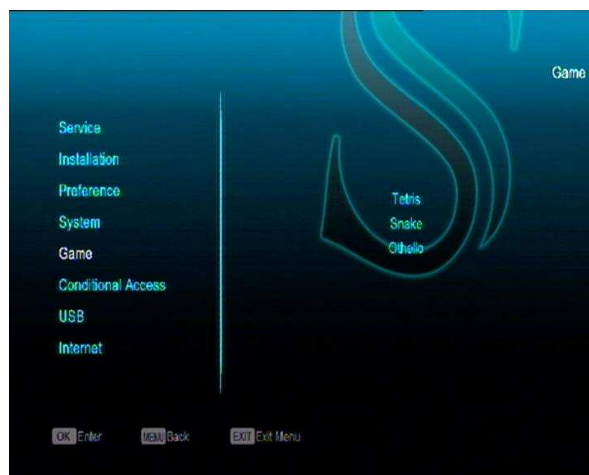 Game
Service
Installation
Preference
System
Game
Conditional Access
USB
Internet
Tetris
Snake
Othello
OK Enter MENU Back EXIT Exit Menu